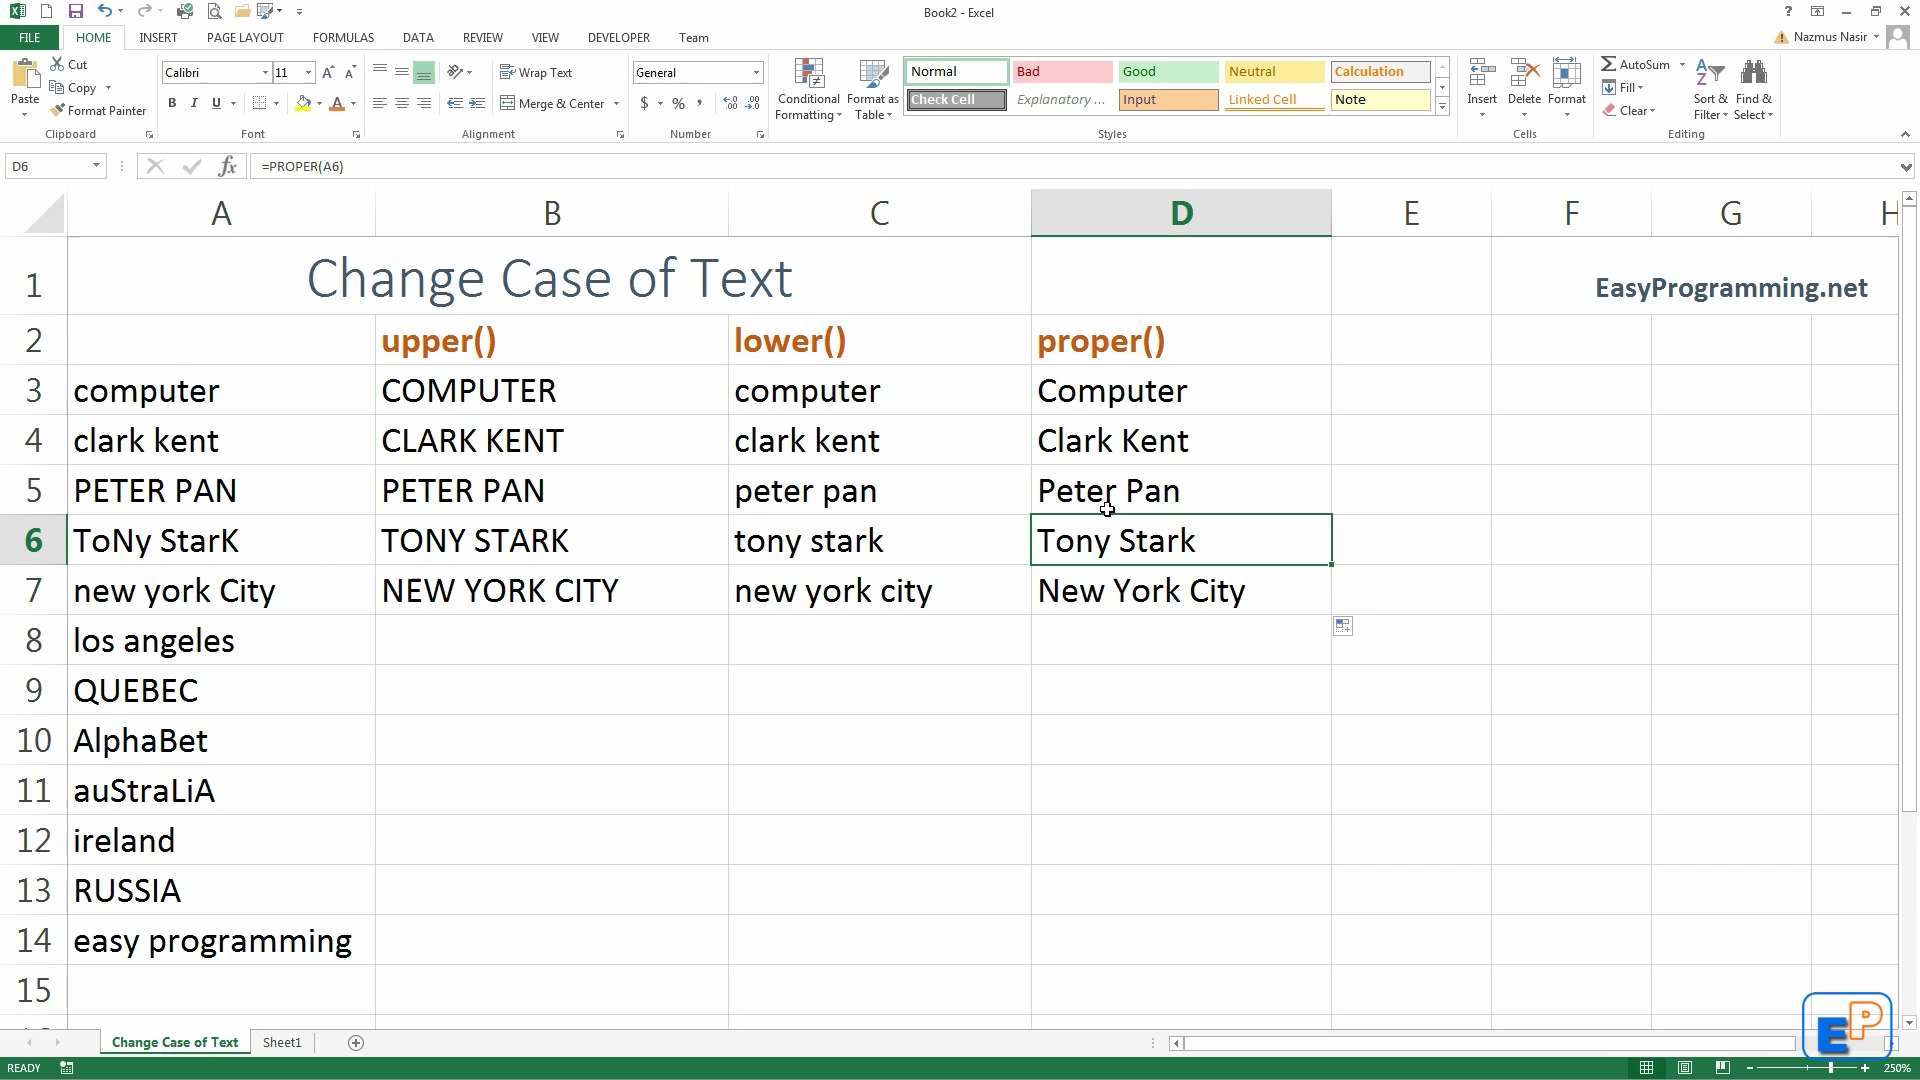 Book2 - Excel
?
FILE HOME INSERT PAGE LAYOUT FORMULAS DATA REVIEW VIEW DEVELOPER Team
Nazmus Nasir
Paste
Cut
Copy
Format Painter
Clipboard
Calibri 11
B I U
Font
Wrap Text
Merge & Center
Alignment
General
$ % ,
Number
Conditional Formatting
Format as Table
Normal Bad Good Neutral Calculation
Check Cell Explanatory ... Input Linked Cell Note
Styles
Insert Delete Format
Cells
AutoSum
Fill
Clear
Sort & Filter
Find & Select
Editing
D6 fx =PROPER(A6)
A B C D E F G H
1 Change Case of Text EasyProgramming.net
2 upper() lower() proper()
3 computer COMPUTER computer Computer
4 clark kent CLARK KENT clark kent Clark Kent
5 PETER PAN PETER PAN peter pan Peter Pan
6 ToNy StarK TONY STARK tony stark Tony Stark
7 new york City NEW YORK CITY new york city New York City
8 los angeles
9 QUEBEC
10 AlphaBet
11 auStraLiA
12 ireland
13 RUSSIA
14 easy programming
15
Change Case of Text Sheet1
EP
READY 250%